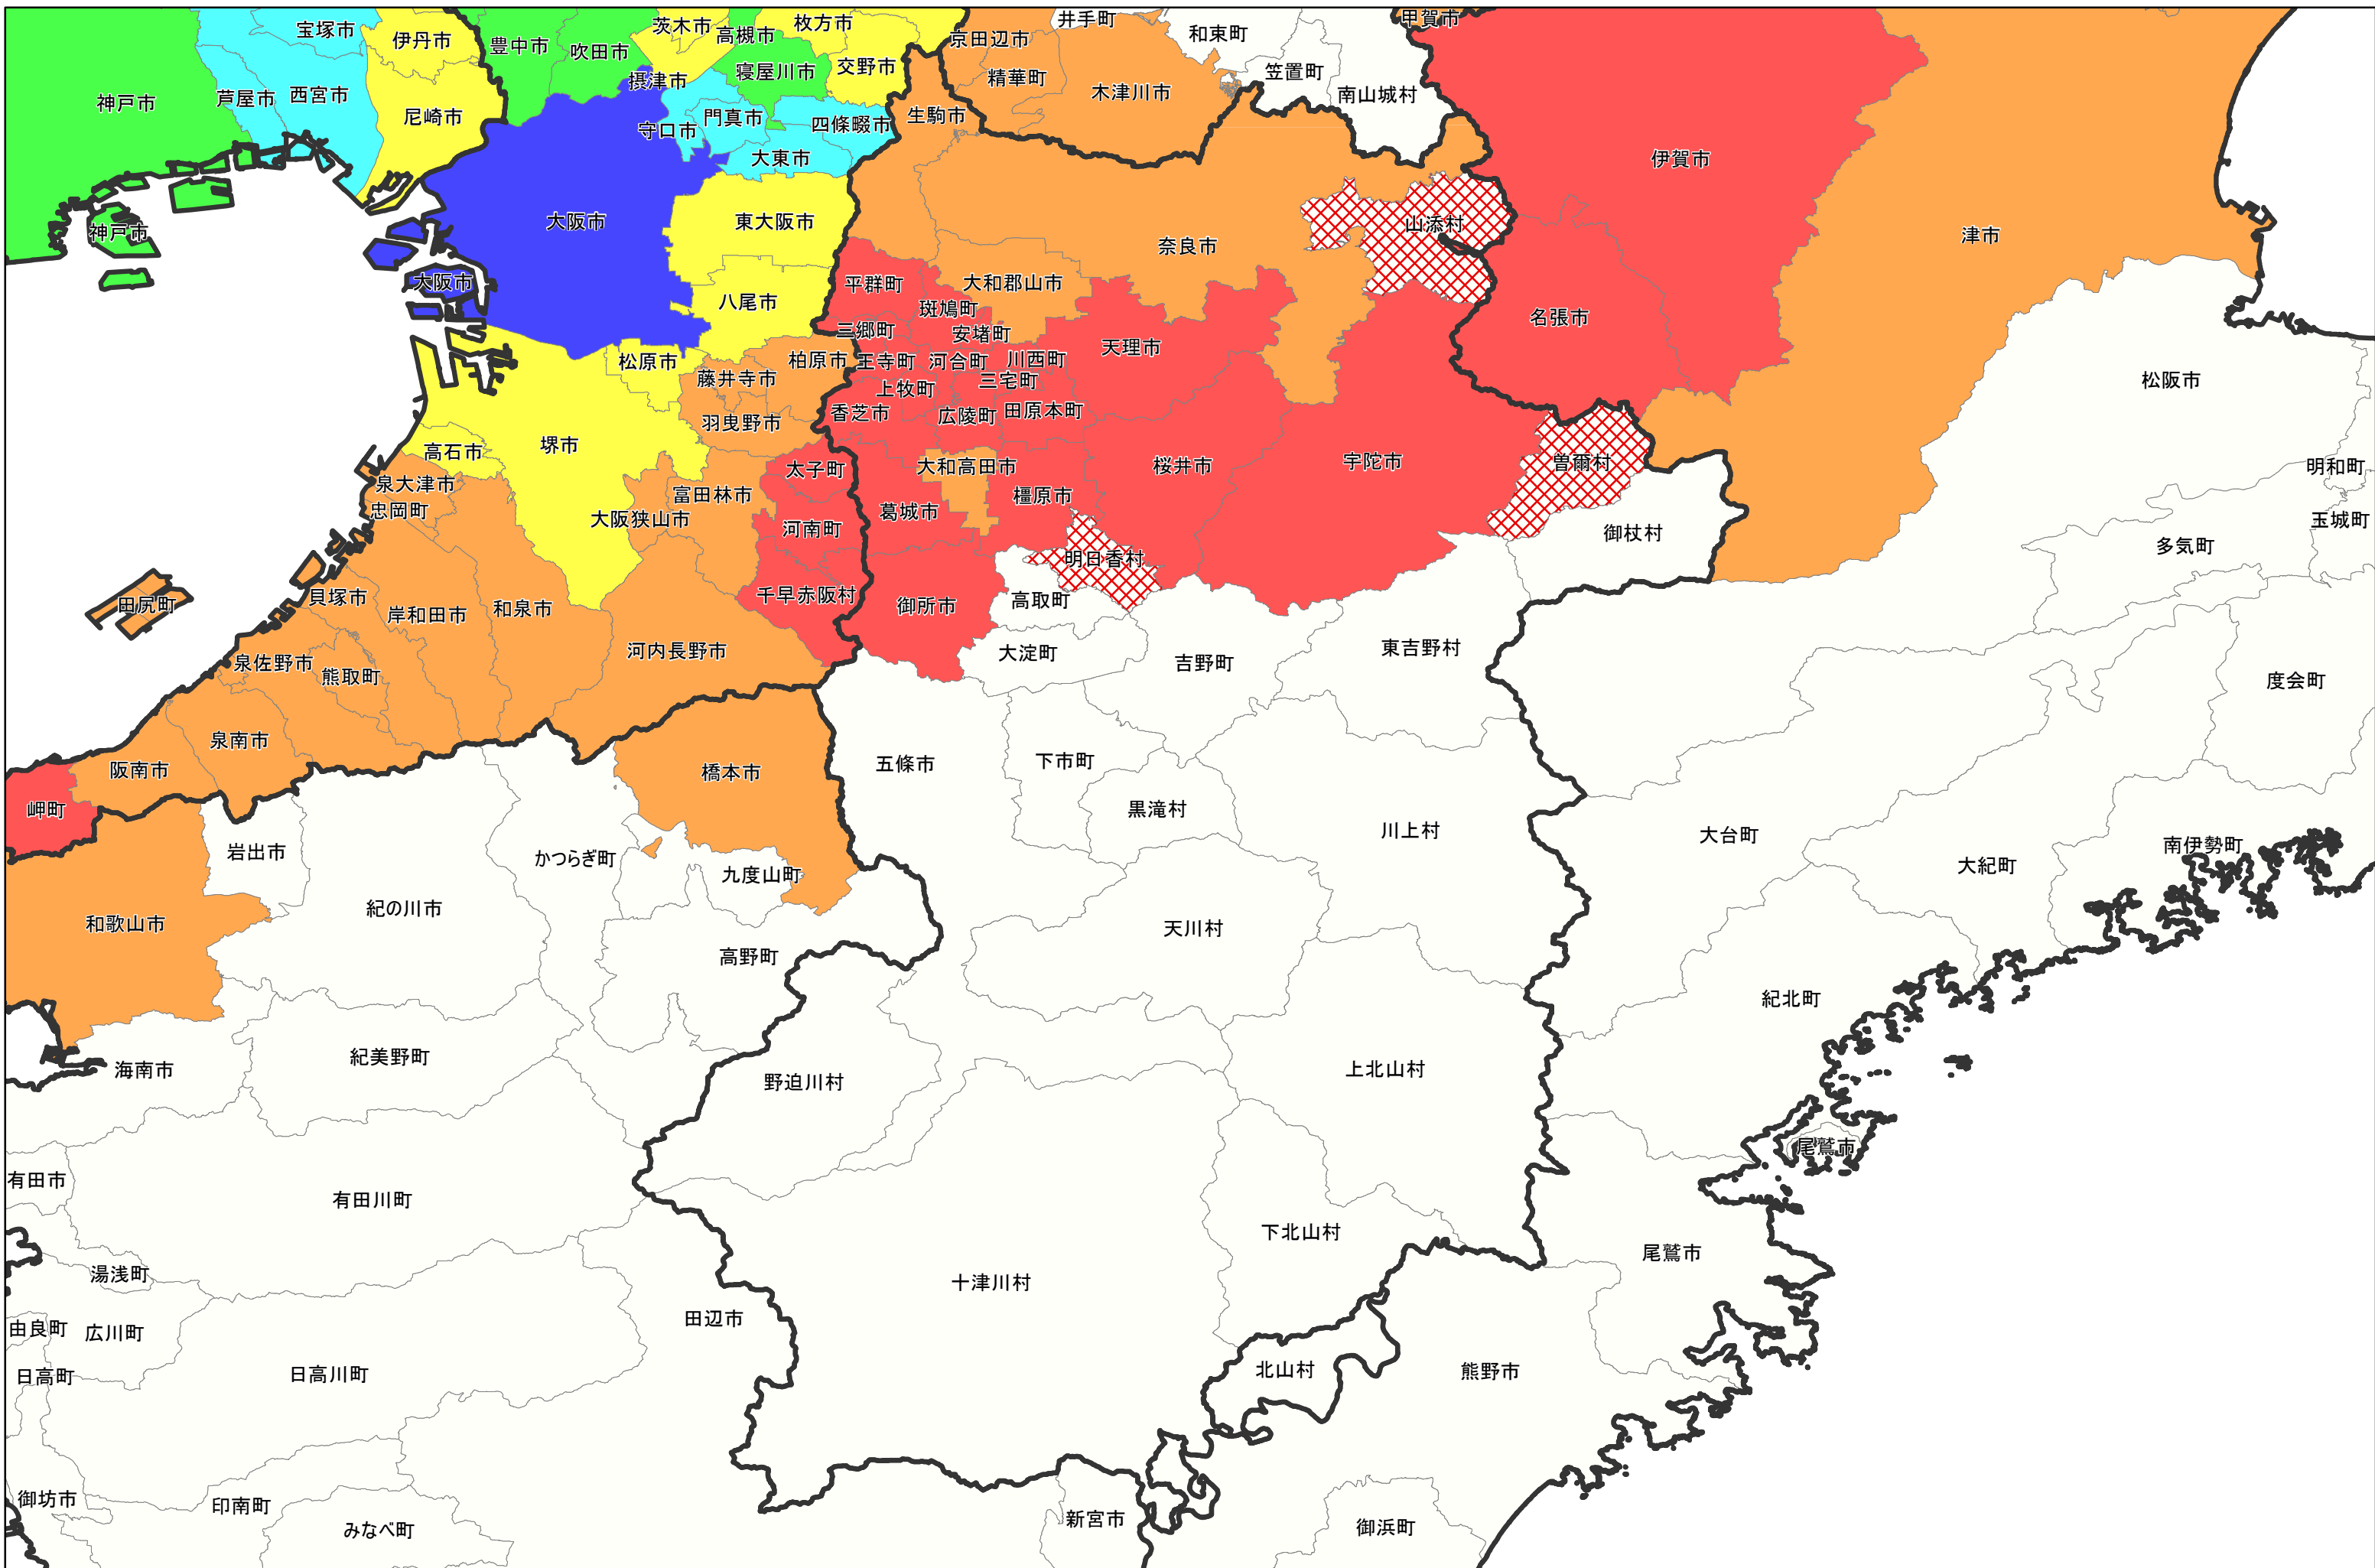 井手町
甲賀市
宝塚市
伊丹市
豊中市
吹田市
茨木市
高槻市
枚方市
京田辺市
和束町
神戸市
芦屋市
西宮市
尼崎市
摂津市
寝屋川市
交野市
精華町
木津川市
笠置町
南山城村
守口市
門真市
四條畷市
大東市
生駒市
伊賀市
神戸市
大阪市
東大阪市
奈良市
山添村
津市
大阪市
八尾市
平群町
斑鳩町
大和郡山市
三郷町
安堵町
名張市
松原市
柏原市
王寺町
河合町
川西町
天理市
藤井寺市
上牧町
三宅町
松阪市
羽曳野市
香芝市
広陵町
田原本町
高石市
堺市
太子町
大和高田市
桜井市
宇陀市
曽爾村
明和町
泉大津市
富田林市
橿原市
忠岡町
大阪狭山市
河南町
葛城市
御杖村
玉城町
明日香村
多気町
田尻町
貝塚市
岸和田市
和泉市
千早赤阪村
御所市
高取町
泉佐野市
熊取町
河内長野市
大淀町
吉野町
東吉野村
度会町
泉南市
阪南市
橋本市
五條市
下市町
岬町
黒滝村
川上村
大台町
岩出市
かつらぎ町
九度山町
大紀町
南伊勢町
和歌山市
紀の川市
高野町
天川村
紀北町
海南市
紀美野町
野迫川村
上北山村
尾鷲市
有田市
有田川町
下北山村
尾鷲市
湯浅町
十津川村
由良町
広川町
田辺市
日高町
日高川町
北山村
熊野市
御坊市
印南町
みなべ町
新宮市
御浜町